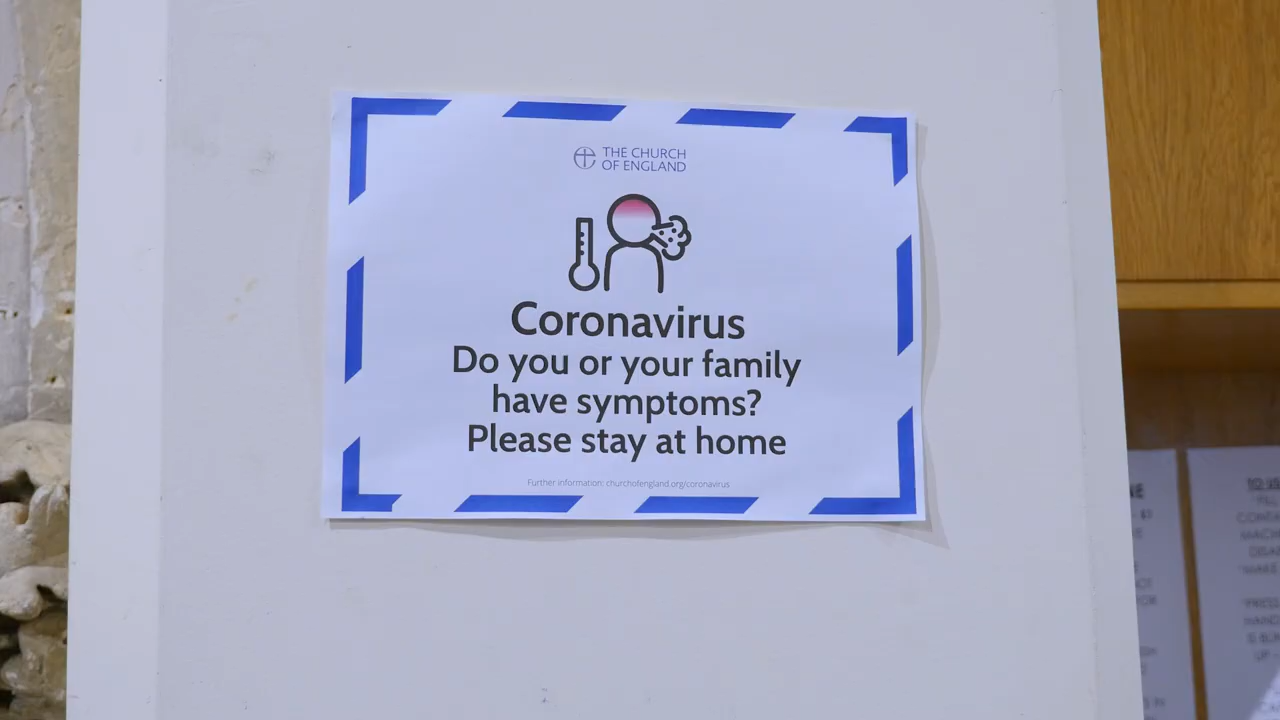 THE CHURCH
OF ENGLAND
Coronavirus
Do you or your family
have symptoms?
Please stay at home
Further information: churchofengland.org/coronavirus